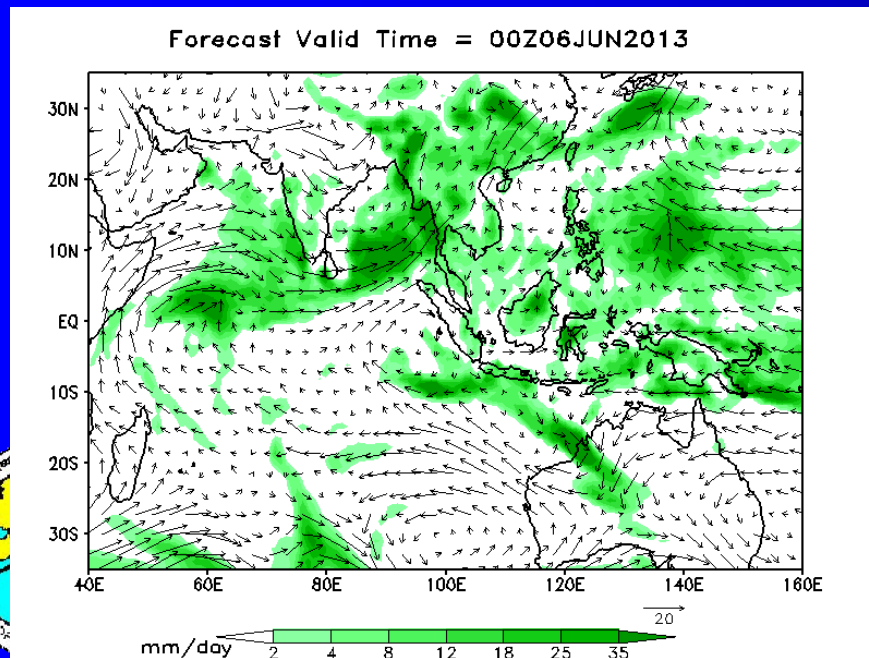 Forecast Valid Time = 00Z06JUN2013
30N
20N
10N
EQ
10S
20S
30S
40E 60E 80E 100E 120E 140E 160E
20
mm/day
2 4 8 12 18 25 35